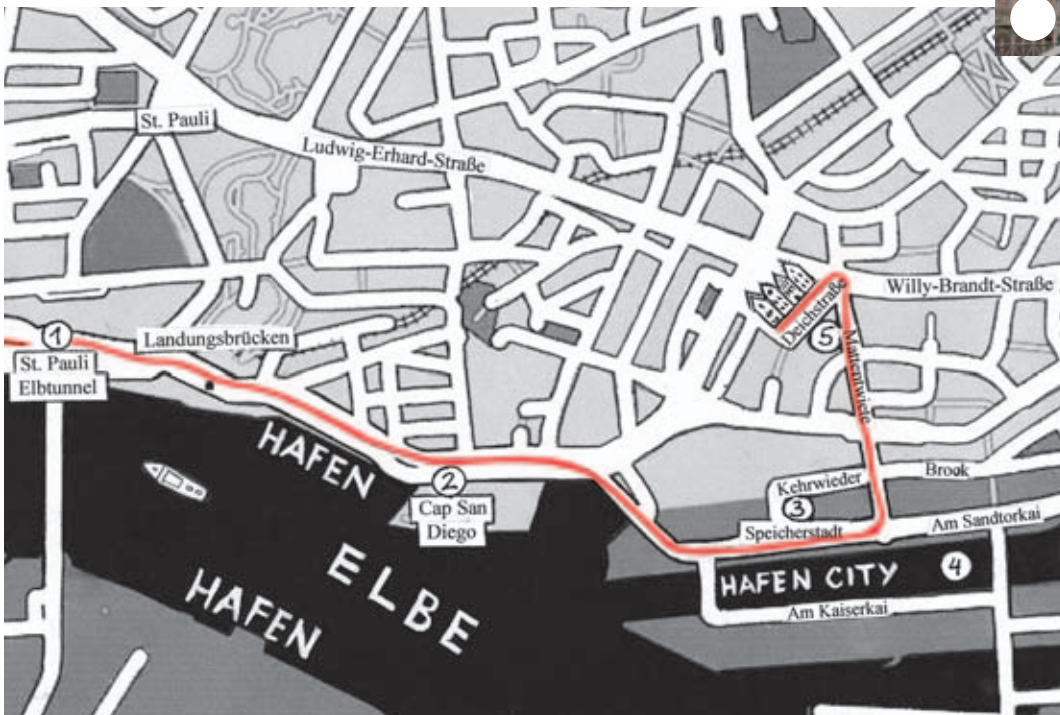 St. Pauli
Ludwig-Erhard-Straße
Willy-Brandt-Straße
Deichstraße
5
Mattentwiete
1
Landungsbrücken
St. Pauli
Elbtunnel
HAFEN
2
Cap San
Diego
Kehrwieder
Brook
3
Speicherstadt
Am Sandtorkai
ELBE
HAFEN
HAFEN CITY
4
Am Kaiserkai